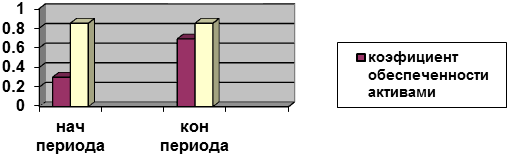 1
0.8
0.6
0.4
0.2
0
нач
периода
кон
периода
коэфициент
обеспеченности
активами